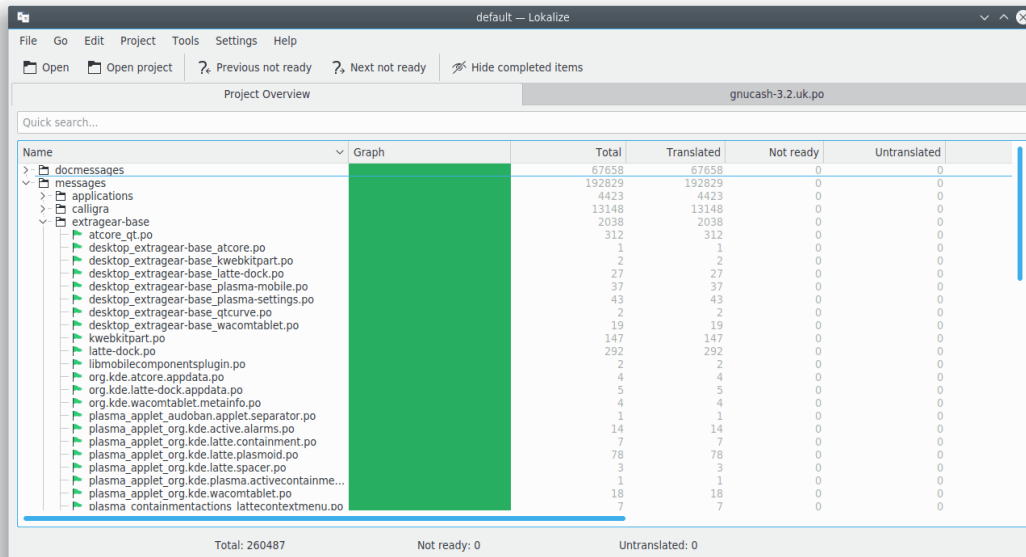 default — Lokalize
File Go Edit Project Tools Settings Help
Open Open project Previous not ready Next not ready Hide completed items
Project Overview gnucash-3.2.uk.po
Quick search...
Name Graph Total Translated Not ready Untranslated
docmessages 67658 67658 0 0
messages 192829 192829 0 0
applications 4423 4423 0 0
calligra 13148 13148 0 0
extragear-base 2038 2038 0 0
atcore_qt.po 312 312 0 0
desktop_extragear-base_atcore.po 1 1 0 0
desktop_extragear-base_kwebkitpart.po 2 2 0 0
desktop_extragear-base_latte-dock.po 27 27 0 0
desktop_extragear-base_plasma-mobile.po 37 37 0 0
desktop_extragear-base_plasma-settings.po 43 43 0 0
desktop_extragear-base_qtcurve.po 2 2 0 0
desktop_extragear-base_wacomtablet.po 19 19 0 0
kwebkitpart.po 147 147 0 0
latte-dock.po 292 292 0 0
libmobilecomponentsplugin.po 2 2 0 0
org.kde.atcore.appdata.po 4 4 0 0
org.kde.latte-dock.appdata.po 5 5 0 0
org.kde.wacomtablet.metainfo.po 4 4 0 0
plasma_applet_audoban.applet.separator.po 1 1 0 0
plasma_applet_org.kde.active.alarms.po 14 14 0 0
plasma_applet_org.kde.latte.containment.po 7 7 0 0
plasma_applet_org.kde.latte.plasmoid.po 78 78 0 0
plasma_applet_org.kde.latte.spacer.po 3 3 0 0
plasma_applet_org.kde.plasma.activecontainme... 1 1 0 0
plasma_applet_org.kde.wacomtablet.po 18 18 0 0
plasma_containmentactions_lattecontextmenu.po 7 7 0 0
Total: 260487 Not ready: 0 Untranslated: 0